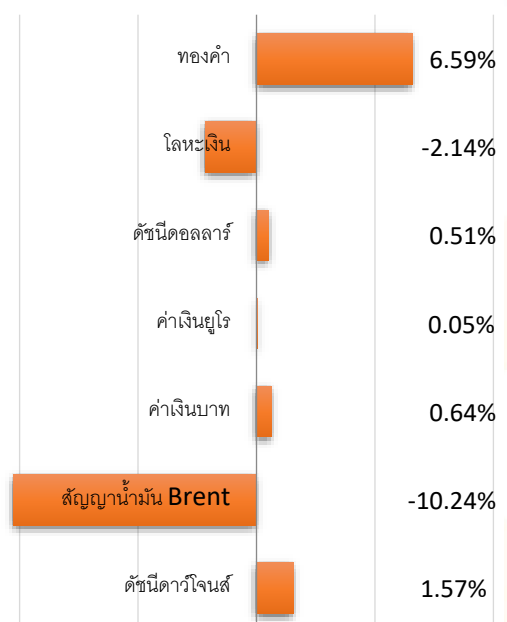 ทองคำ 6.59%
โลหะเงิน -2.14%
ดัชนีดอลลาร์ 0.51%
ค่าเงินยูโร 0.05%
ค่าเงินบาท 0.64%
สัญญาน้ำมัน Brent -10.24%
ดัชนีดาวโจนส์ 1.57%